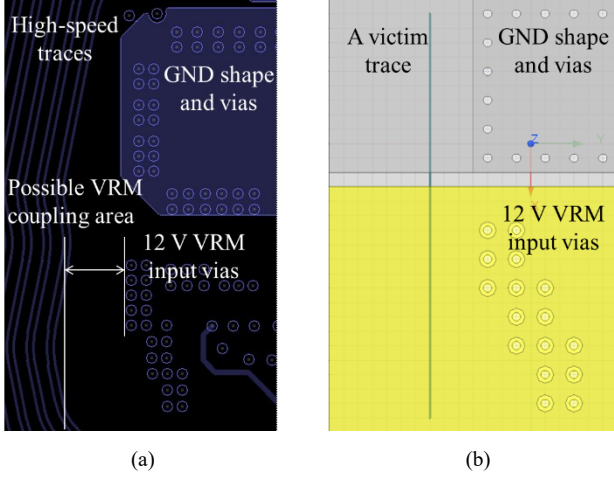 High-speed
traces
GND shape
and vias
Possible VRM
coupling area
12 V VRM
input vias
(a)
A victim
trace
GND shape
and vias
Z
Y
12 V VRM
input vias
(b)